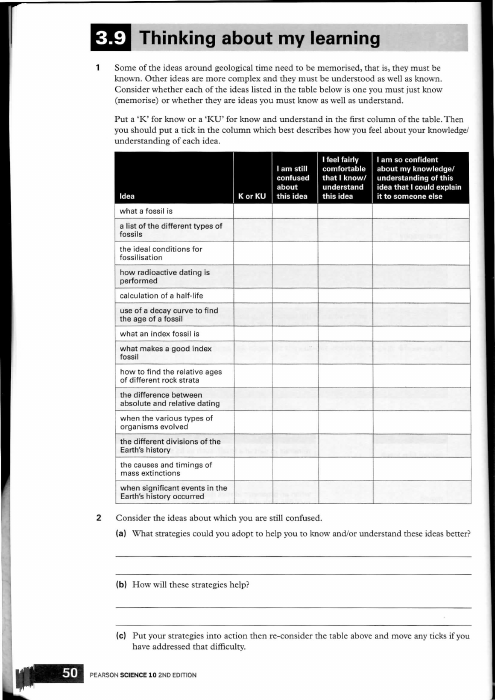 3.9 Thinking about my learning
1 Some of the ideas around geological time need to be memorised, that is, they must be
known. Other ideas are more complex and they must be understood as well as known.
Consider whether each of the ideas listed in the table below is one you must just know
(memorise) or whether they are ideas you must know as well as understand.
Put a ‘K’ for know or a ‘KU’ for know and understand in the first column of the table. Then
you should put a tick in the column which best describes how you feel about your knowledge/
understanding of each idea.
Idea
K or KU
I am still
confused
about
this idea
I feel fairly
comfortable
that I know/
understand
this idea
I am so confident
about my knowledge/
understanding of this
idea that I could explain
it to someone else
what a fossil is
a list of the different types of
fossils
the ideal conditions for
fossilisation
how radioactive dating is
performed
calculation of a half-life
use of a decay curve to find
the age of a fossil
what an index fossil is
what makes a good index
fossil
how to find the relative ages
of different rock strata
the difference between
absolute and relative dating
when the various types of
organisms evolved
the different divisions of the
Earth's history
the causes and timings of
mass extinctions
when significant events in the
Earth's history occurred
2 Consider the ideas about which you are still confused.
(a) What strategies could you adopt to help you to know and/or understand these ideas better?
(b) How will these strategies help?
(c) Put your strategies into action then re-consider the table above and move any ticks if you
have addressed that difficulty.
50 PEARSON SCIENCE 10 2ND EDITION